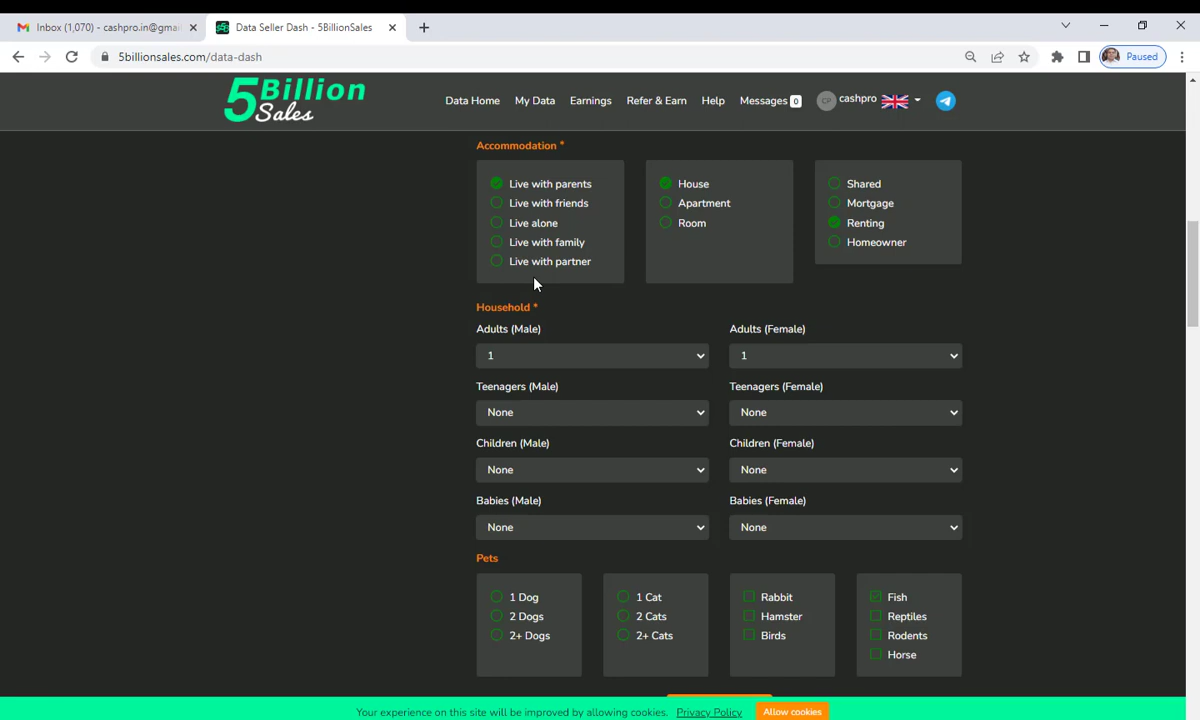 Inbox (1,070) - cashpro.in@gmai
Data Seller Dash - 5BillionSales
5billionsales.com/data-dash
Paused
5Billion
Sales
Data Home
My Data
Earnings
Refer & Earn
Help
Messages 0
CP
cashpro
Accommodation *
Live with parents
Live with friends
Live alone
Live with family
Live with partner
House
Apartment
Room
Shared
Mortgage
Renting
Homeowner
Household *
Adults (Male)
Adults (Female)
1
1
Teenagers (Male)
Teenagers (Female)
None
None
Children (Male)
Children (Female)
None
None
Babies (Male)
Babies (Female)
None
None
Pets
1 Dog
2 Dogs
2+ Dogs
1 Cat
2 Cats
2+ Cats
Rabbit
Hamster
Birds
Fish
Reptiles
Rodents
Horse
Your experience on this site will be improved by allowing cookies. Privacy Policy
Allow cookies